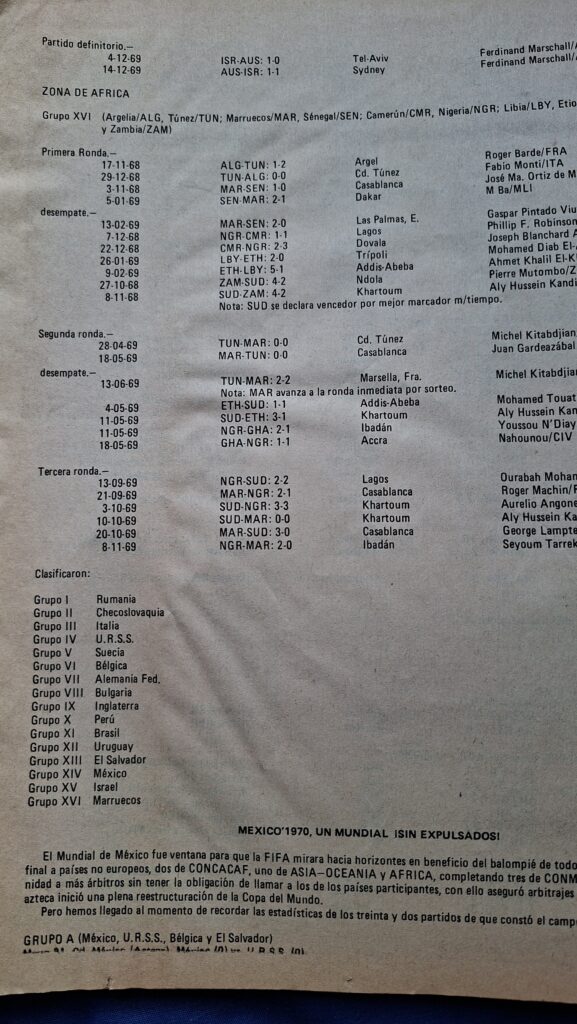 Partido definitorio.—
4-12-69 ISR-AUS: 1-0 Tel-Aviv Ferdinand Marschall/
14-12-69 AUS-ISR: 1-1 Sydney Ferdinand Marschall/
ZONA DE AFRICA
Grupo XVI (Argelia/ALG, Túnez/TUN; Marruecos/MAR, Sénegal/SEN; Camerún/CMR, Nigeria/NGR; Libia/LBY, Etio
y Zambia/ZAM)
Primera Ronda.—
17-11-68 ALG-TUN: 1-2 Argel Roger Barde/FRA
29-12-68 TUN-ALG: 0-0 Cd. Túnez Fabio Monti/ITA
3-11-68 MAR-SEN: 1-0 Casablanca José Ma. Ortiz de M
5-01-69 SEN-MAR: 2-1 Dakar M Ba/MLI
desempate.—
13-02-69 MAR-SEN: 2-0 Las Palmas, E. Gaspar Pintado Viu
7-12-68 NGR-CMR: 1-1 Lagos Phillip F. Robinson
22-12-68 CMR-NGR: 2-3 Dovala Joseph Blanchard A
26-01-69 LBY-ETH: 2-0 Trípoli Mohamed Diab El-
9-02-69 ETH-LBY: 5-1 Addis-Abeba Ahmet Khalil El-K
27-10-68 ZAM-SUD: 4-2 Ndola Pierre Mutombo/Z
8-11-68 SUD-ZAM: 4-2 Khartoum Aly Hussein Kandi
Nota: SUD se declara vencedor por mejor marcador m/tiempo.
Segunda ronda.—
28-04-69 TUN-MAR: 0-0 Cd. Túnez Michel Kitabdjian
18-05-69 MAR-TUN: 0-0 Casablanca Juan Gardeazábal
desempate.—
13-06-69 TUN-MAR: 2-2 Marsella, Fra. Michel Kitabdjian
Nota: MAR avanza a la ronda inmediata por sorteo.
4-05-69 ETH-SUD: 1-1 Addis-Abeba Mohamed Touat
11-05-69 SUD-ETH: 3-1 Khartoum Aly Hussein Kan
11-05-69 NGR-GHA: 2-1 Ibadán Youssou N'Diay
18-05-69 GHA-NGR: 1-1 Accra Nahounou/CIV
Tercera ronda.—
13-09-69 NGR-SUD: 2-2 Lagos Ourabah Mohan
21-09-69 MAR-NGR: 2-1 Casablanca Roger Machin/F
3-10-69 SUD-NGR: 3-3 Khartoum Aurelio Angone
10-10-69 SUD-MAR: 0-0 Khartoum Aly Hussein Ka
20-10-69 MAR-SUD: 3-0 Casablanca George Lampte
8-11-69 NGR-MAR: 2-0 Ibadán Seyoum Tarrek
Clasificaron:
Grupo I Rumania
Grupo II Checoslovaquia
Grupo III Italia
Grupo IV U.R.S.S.
Grupo V Suecia
Grupo VI Bélgica
Grupo VII Alemania Fed.
Grupo VIII Bulgaria
Grupo IX Inglaterra
Grupo X Perú
Grupo XI Brasil
Grupo XII Uruguay
Grupo XIII El Salvador
Grupo XIV México
Grupo XV Israel
Grupo XVI Marruecos
MEXICO'1970, UN MUNDIAL ¡SIN EXPULSADOS!
El Mundial de México fue ventana para que la FIFA mirara hacia horizontes en beneficio del balompié de todo
final a países no europeos, dos de CONCACAF, uno de ASIA-OCEANIA y AFRICA, completando tres de CONM
nidad a más árbitros sin tener la obligación de llamar a los de los países participantes, con ello aseguró arbitrajes
azteca inició una plena reestructuración de la Copa del Mundo.
Pero hemos llegado al momento de recordar las estadísticas de los treinta y dos partidos de que constó el camp
GRUPO A (México, U.R.S.S., Bélgica y El Salvador)